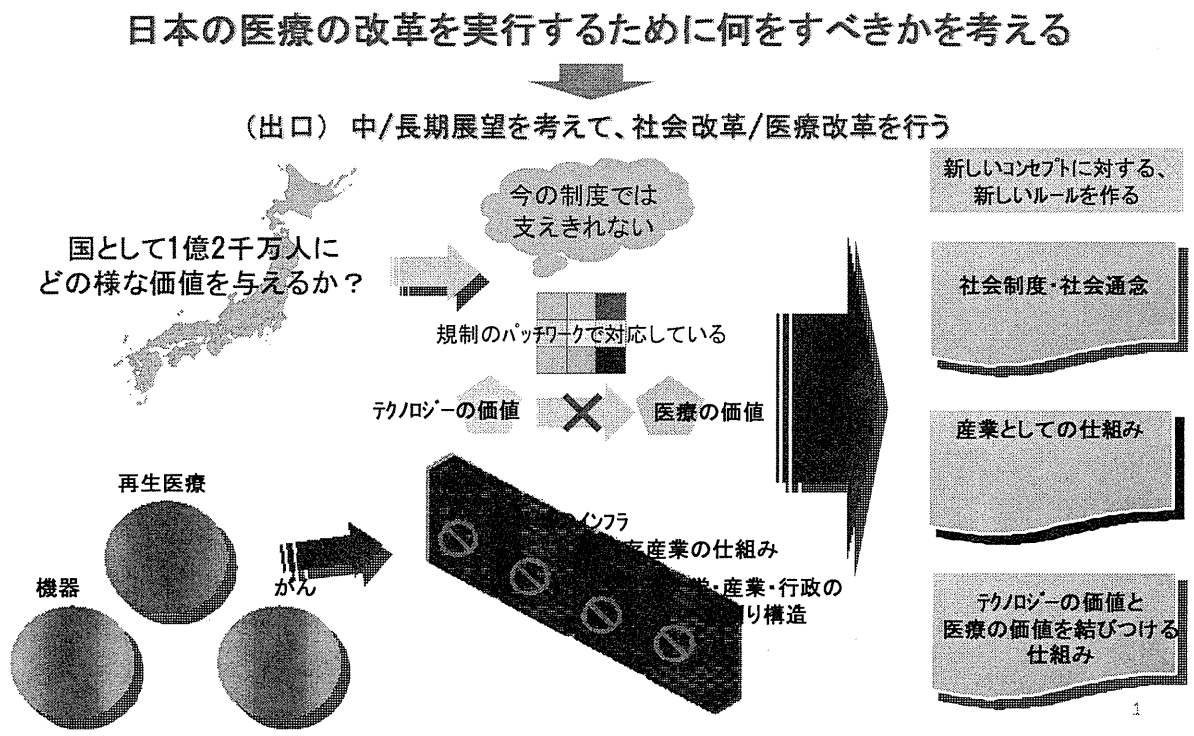 日本の医療の改革を実行するために何をすべきかを考える
(出口) 中/長期展望を考えて、社会改革/医療改革を行う
国として1億2千万人に
どの様な価値を与えるか？
今の制度では
支えきれない
規制のパッチワークで対応している
テクノロジーの価値
医療の価値
再生医療
機器
がん
インフラ
産業の仕組み
・産業・行政の
り構造
新しいコンセプトに対する、
新しいルールを作る
社会制度・社会通念
産業としての仕組み
テクノロジーの価値と
医療の価値を結びつける
仕組み
1